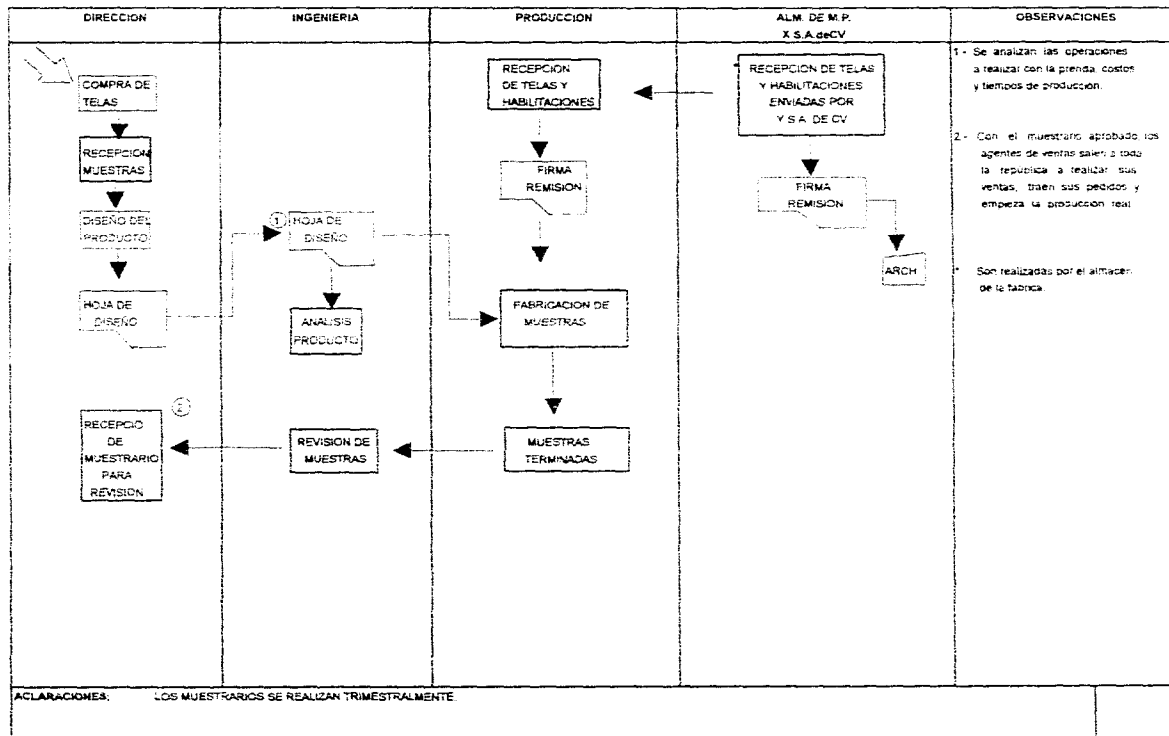 DIRECCION
INGENIERIA
PRODUCCION
ALM. DE M.P.
X S.A.deCV
OBSERVACIONES
COMPRA DE
TELAS
RECEPCION
MUESTRAS
DISEÑO DEL
PRODUCTO
HOJA DE
DISEÑO
RECEPCIO
DE
MUESTRARIO
PARA
REVISION
2
1
HOJA DE
DISEÑO
ANALISIS
PRODUCTO
REVISION DE
MUESTRAS
RECEPCION
DE TELAS Y
HABILITACIONES
FIRMA
REMISION
FABRICACION DE
MUESTRAS
MUESTRAS
TERMINADAS
* RECEPCION DE TELAS
Y HABILITACIONES
ENVIADAS POR
Y S.A. DE CV
FIRMA
REMISION
ARCH
1 - Se analizan las operaciones
a realizar con la prenda, costos
y tiempos de producción.
2 - Con el muestrario aprobado, los
agentes de ventas salen a toda
la republica a realizar sus
ventas, traen sus pedidos y
empieza la producción real
* Son realizadas por el almacen
de la fabrica.
ACLARACIONES: LOS MUESTRARIOS SE REALIZAN TRIMESTRALMENTE.